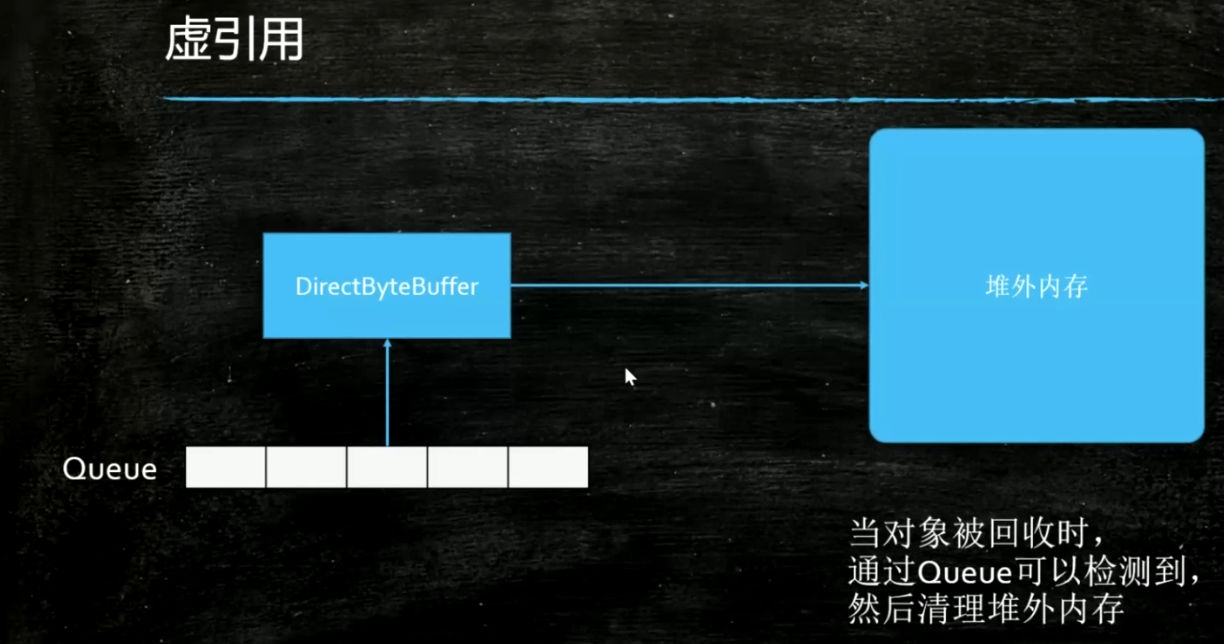 虚引用
DirectByteBuffer
堆外内存
Queue
当对象被回收时，
通过Queue可以检测到，
然后清理堆外内存